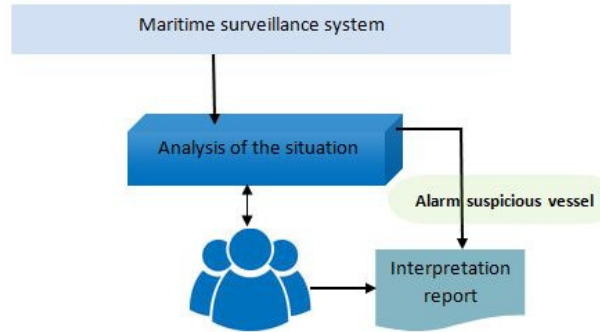 Maritime surveillance system
Analysis of the situation
Alarm suspicious vessel
Interpretation
report